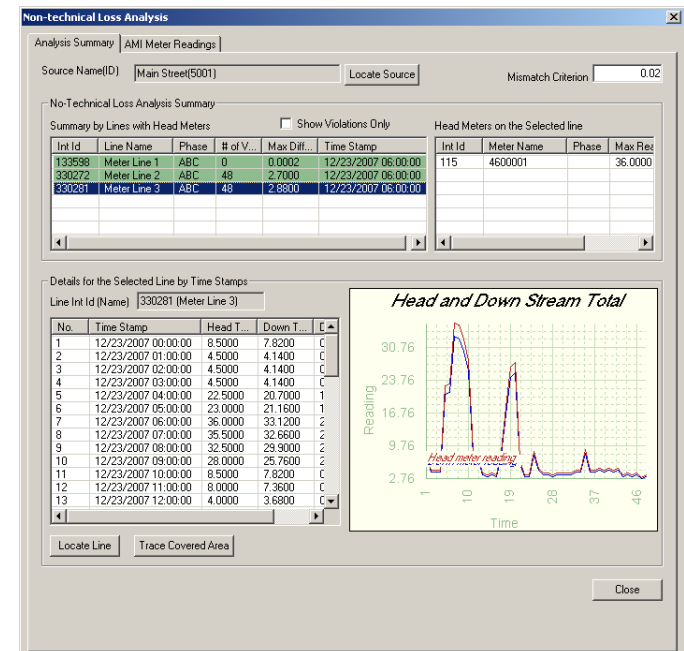 Non-technical Loss Analysis
Analysis Summary AMI Meter Readings
Source Name(ID) Main Street(5001) Locate Source Mismatch Criterion 0.02
No-Technical Loss Analysis Summary
Summary by Lines with Head Meters Show Violations Only
Int Id Line Name Phase # of V... Max Diff... Time Stamp
133598 Meter Line 1 ABC 0 0.0002 12/23/2007 06:00:00
330272 Meter Line 2 ABC 48 2.7000 12/23/2007 06:00:00
330281 Meter Line 3 ABC 48 2.8800 12/23/2007 06:00:00
Head Meters on the Selected line
Int Id Meter Name Phase Max Rea
115 4600001 36.0000
Details for the Selected Line by Time Stamps
Line Int Id (Name) 330281 (Meter Line 3)
No. Time Stamp Head T... Down T...
1 12/23/2007 00:00:00 8.5000 7.8200
2 12/23/2007 01:00:00 4.5000 4.1400
3 12/23/2007 02:00:00 4.5000 4.1400
4 12/23/2007 03:00:00 4.5000 4.1400
5 12/23/2007 04:00:00 22.5000 20.7000 1
6 12/23/2007 05:00:00 23.0000 21.1600 1
7 12/23/2007 06:00:00 36.0000 33.1200 2
8 12/23/2007 07:00:00 35.5000 32.6600 2
9 12/23/2007 08:00:00 32.5000 29.9000 2
10 12/23/2007 09:00:00 28.0000 25.7600 2
11 12/23/2007 10:00:00 8.5000 7.8200
12 12/23/2007 11:00:00 8.0000 7.3600
13 12/23/2007 12:00:00 4.0000 3.6800
Head and Down Stream Total
Reading
30.76
23.76
16.76
9.76
2.76
Head meter reading
1 10 19 28 37 46
Time
Locate Line Trace Covered Area
Close